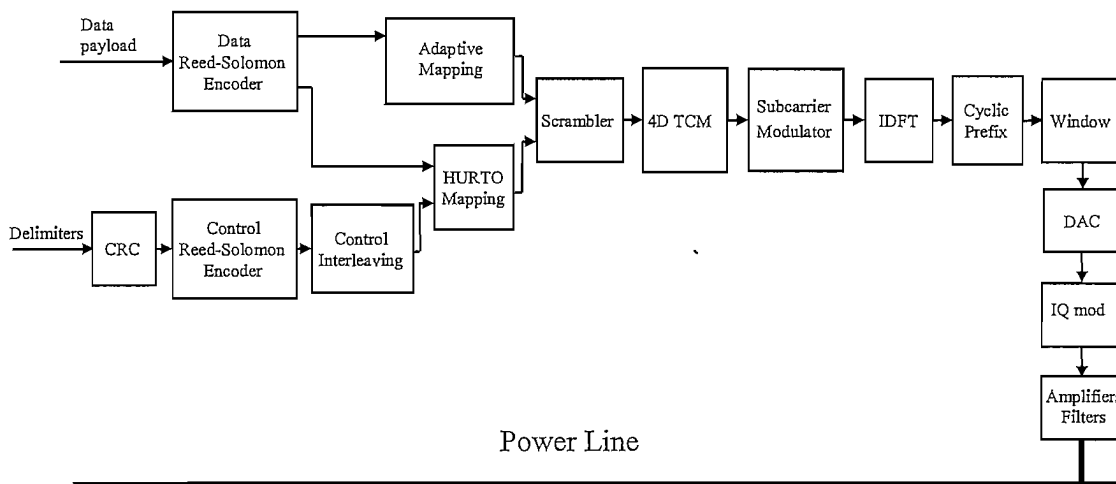 Data
payload
Data
Reed-Solomon
Encoder
Adaptive
Mapping
Scrambler
4D TCM
Subcarrier
Modulator
IDFT
Cyclic
Prefix
Window
HURTO
Mapping
Delimiters
CRC
Control
Reed-Solomon
Encoder
Control
Interleaving
DAC
IQ mod
Amplifiers
Filters
Power Line